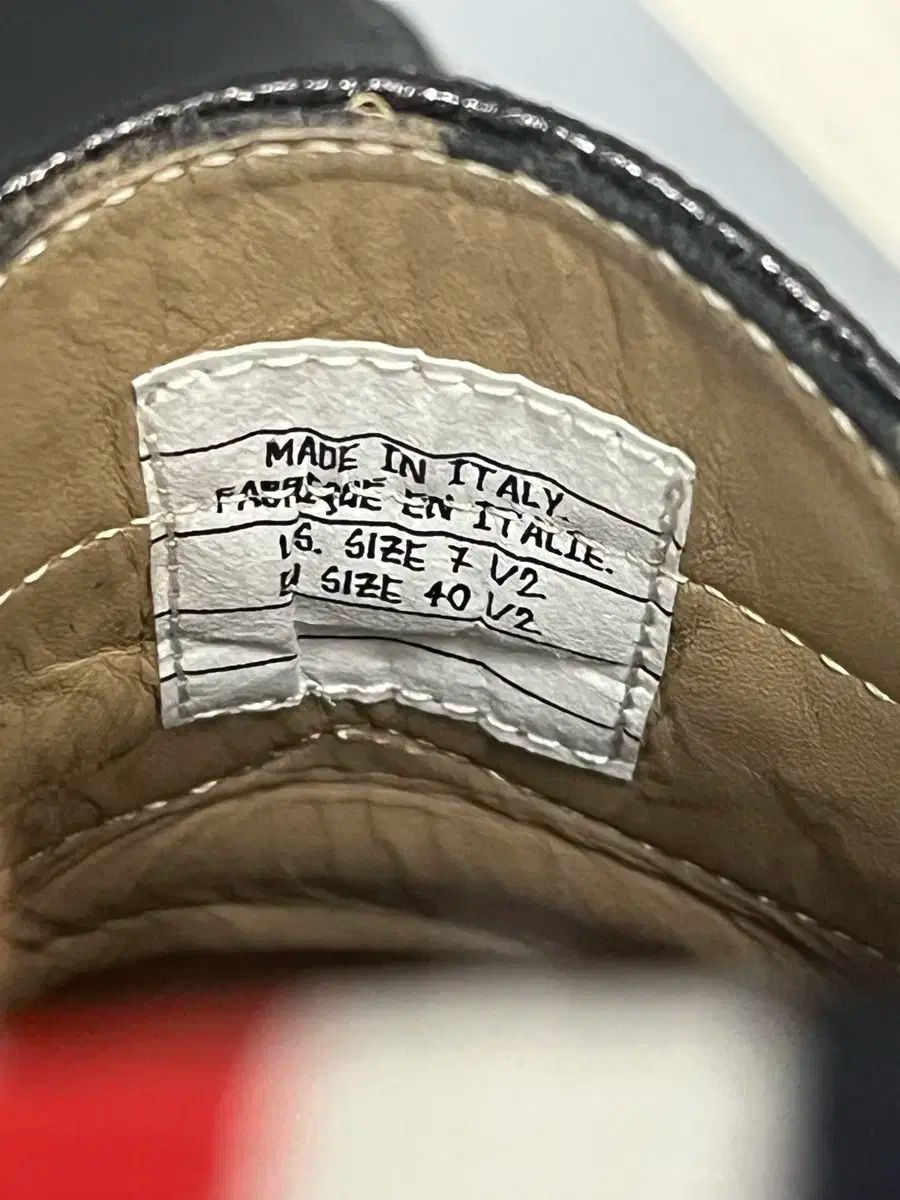 MADE IN ITALY.
FABRIQUE EN ITALIE.
S. SIZE 7 1/2
SIZE 40 1/2